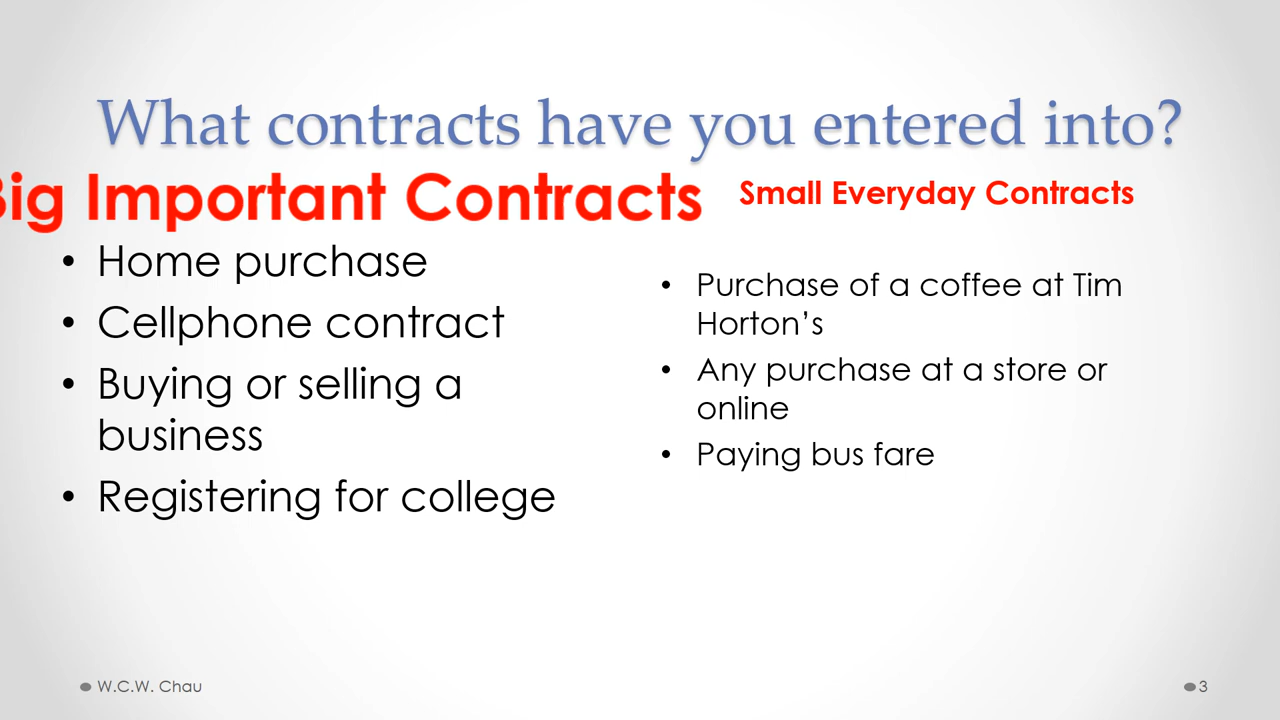 What contracts have you entered into?
Big Important Contracts
• Home purchase
• Cellphone contract
• Buying or selling a
business
• Registering for college
Small Everyday Contracts
• Purchase of a coffee at Tim
Horton’s
• Any purchase at a store or
online
• Paying bus fare
W.C.W. Chau
3